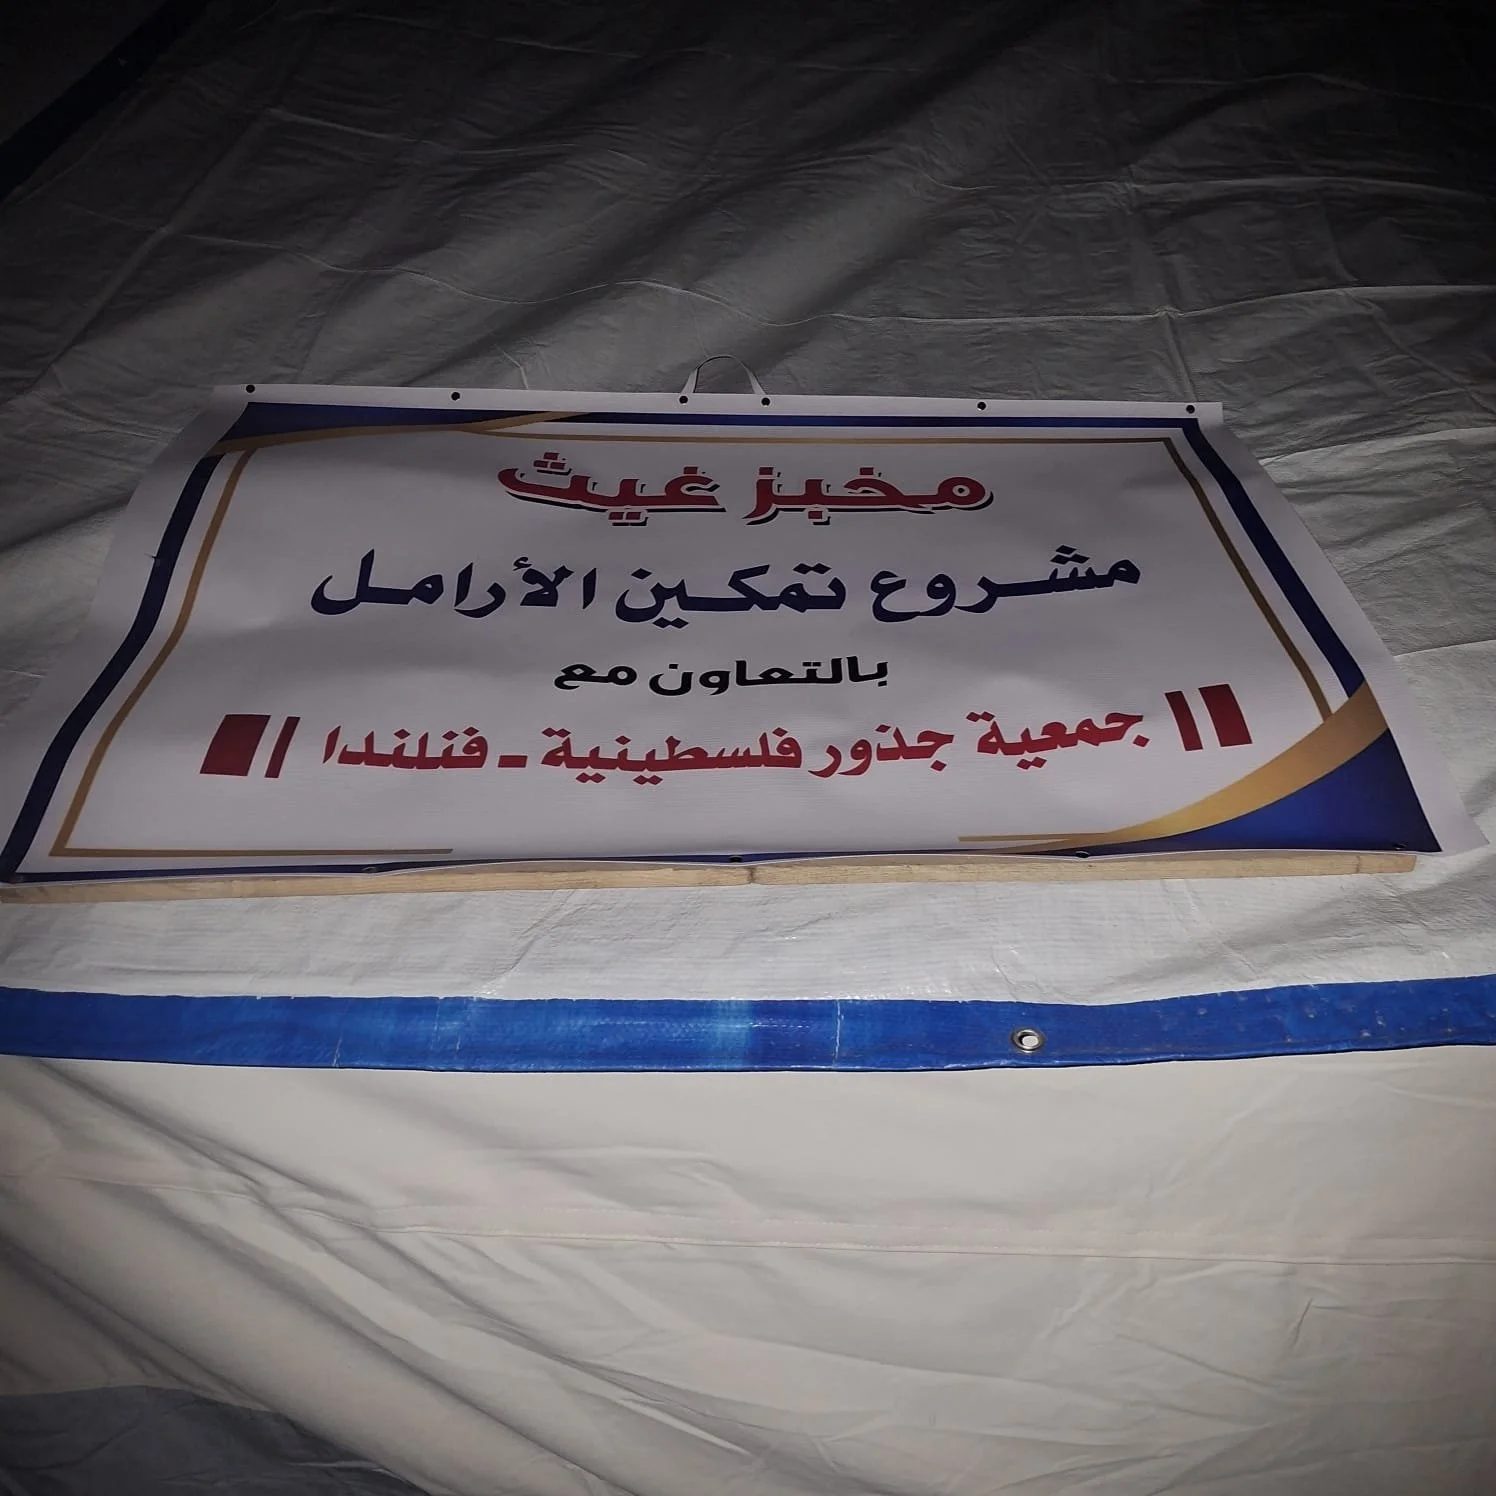 مخبز غيث
مشروع تمكين الأرامل
بالتعاون مع
جمعية جذور فلسطينية - فنلندا